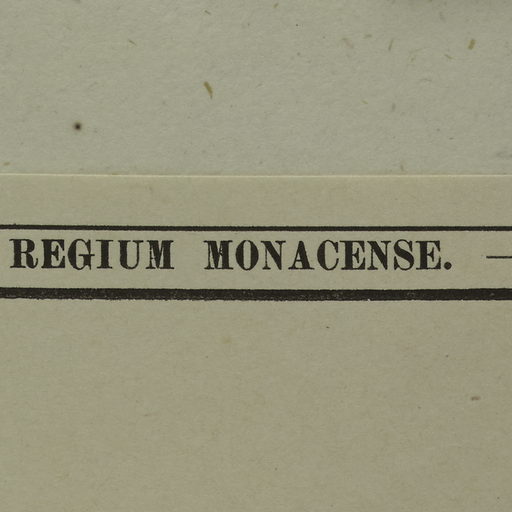 REGIUM MONACENSE. —